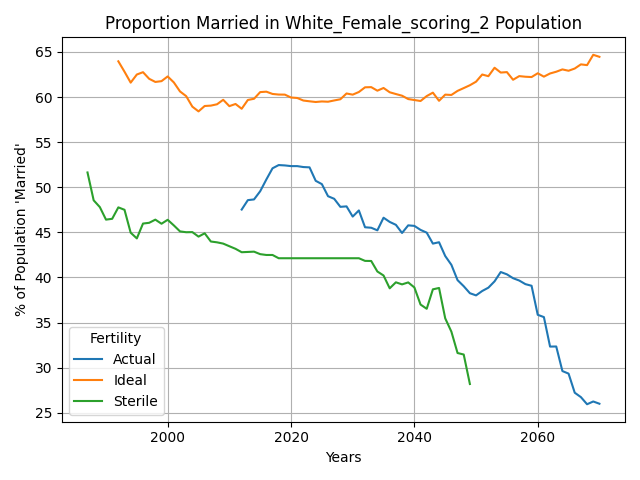 Proportion Married in White_Female_scoring_2 Population
% of Population 'Married'
65
60
55
50
45
40
35
30
25
Fertility
Actual
Ideal
Sterile
2000 2020 2040 2060
Years